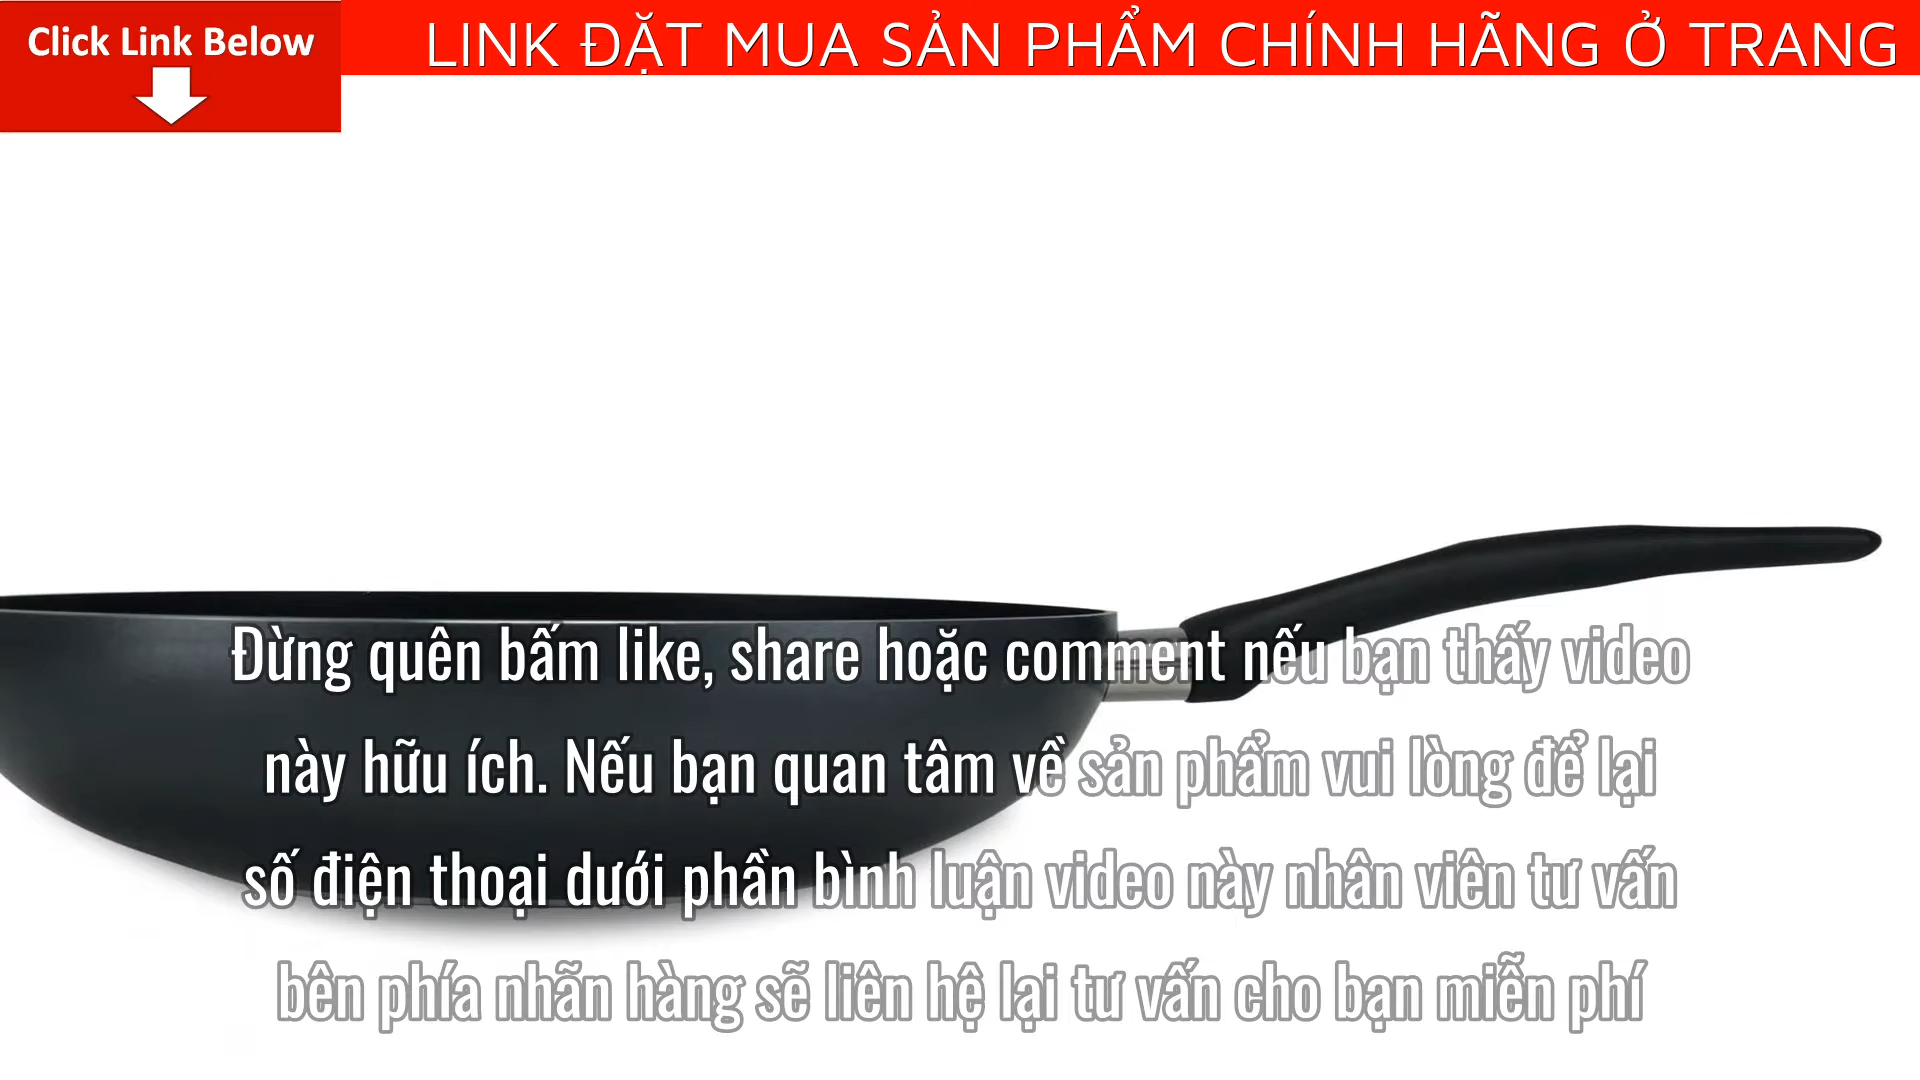 Click Link Below
LINK ĐẶT MUA SẢN PHẨM CHÍNH HÃNG Ở TRANG
Đừng quên bấm like, share hoặc comment nếu bạn thấy video
này hữu ích. Nếu bạn quan tâm về sản phẩm vui lòng để lại
số điện thoại dưới phần bình luận video này nhân viên tư vấn
bên phía nhãn hàng sẽ liên hệ lại tư vấn cho bạn miễn phí